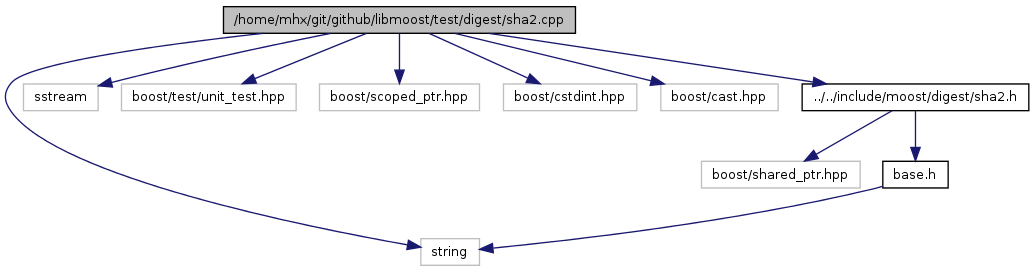 /home/mhx/git/github/libmoost/test/digest/sha2.cpp
sstream
boost/test/unit_test.hpp
boost/scoped_ptr.hpp
boost/cstdint.hpp
boost/cast.hpp
../../include/moost/digest/sha2.h
boost/shared_ptr.hpp
base.h
string